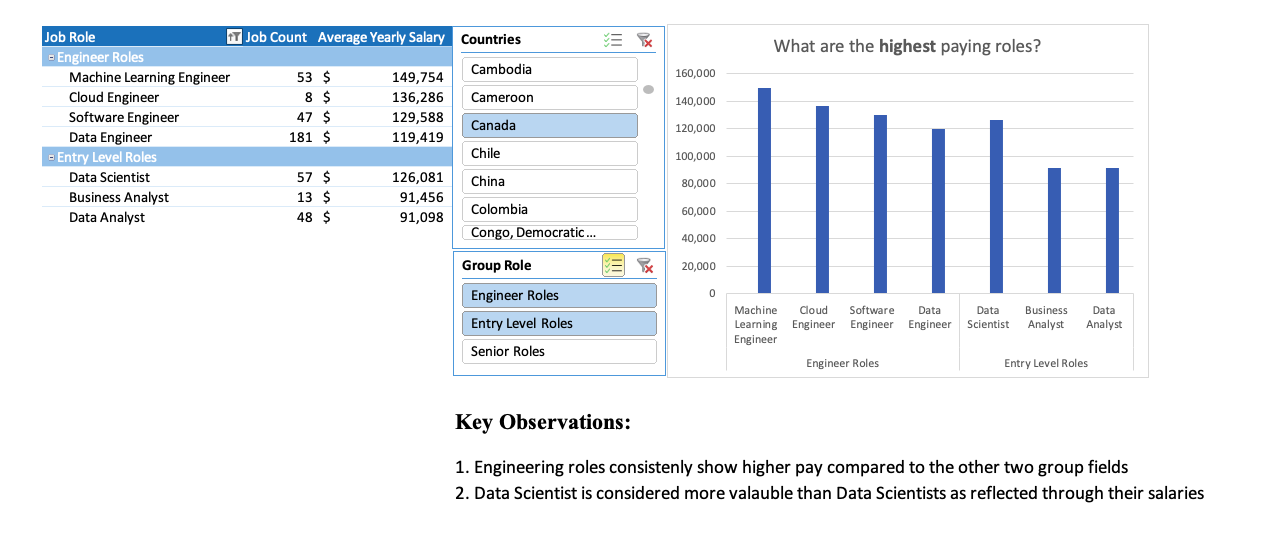 Job Role Job Count Average Yearly Salary
Engineer Roles
Machine Learning Engineer 53 $ 149,754
Cloud Engineer 8 $ 136,286
Software Engineer 47 $ 129,588
Data Engineer 181 $ 119,419
Entry Level Roles
Data Scientist 57 $ 126,081
Business Analyst 13 $ 91,456
Data Analyst 48 $ 91,098
Countries
Cambodia
Cameroon
Canada
Chile
China
Colombia
Congo, Democratic...
Group Role
Engineer Roles
Entry Level Roles
Senior Roles
What are the highest paying roles?
160,000
140,000
120,000
100,000
80,000
60,000
40,000
20,000
0
Machine Learning Engineer
Cloud Engineer
Software Engineer
Data Engineer
Data Scientist
Business Analyst
Data Analyst
Engineer Roles
Entry Level Roles
Key Observations:
1. Engineering roles consistenly show higher pay compared to the other two group fields
2. Data Scientist is considered more valauble than Data Scientists as reflected through their salaries